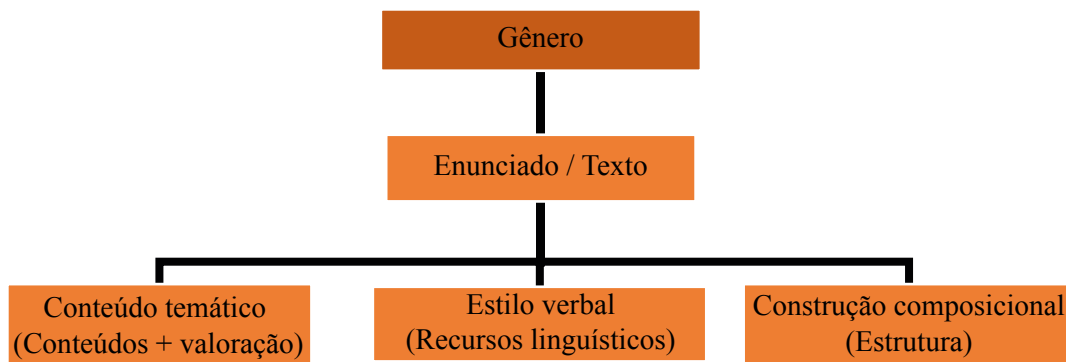 Gênero
Enunciado / Texto
Conteúdo temático
(Conteúdos + valoração)
Estilo verbal
(Recursos linguísticos)
Construção composicional
(Estrutura)